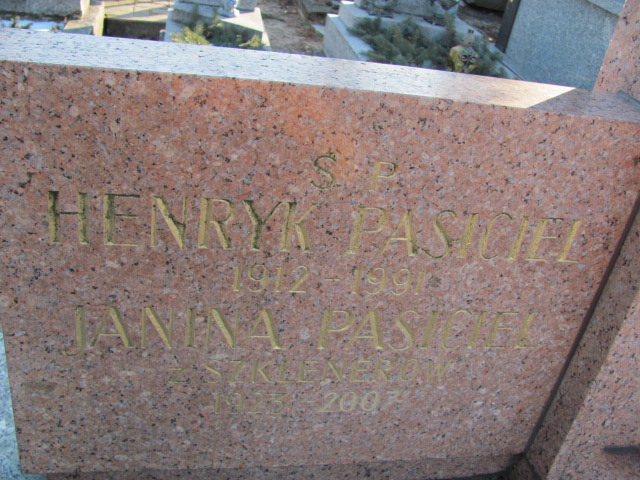 Ś. P.
HENRYK PASICIEL
1912 - 1991
JANINA PASICIEL
Z SZKLENERÓW
1923 - 2007